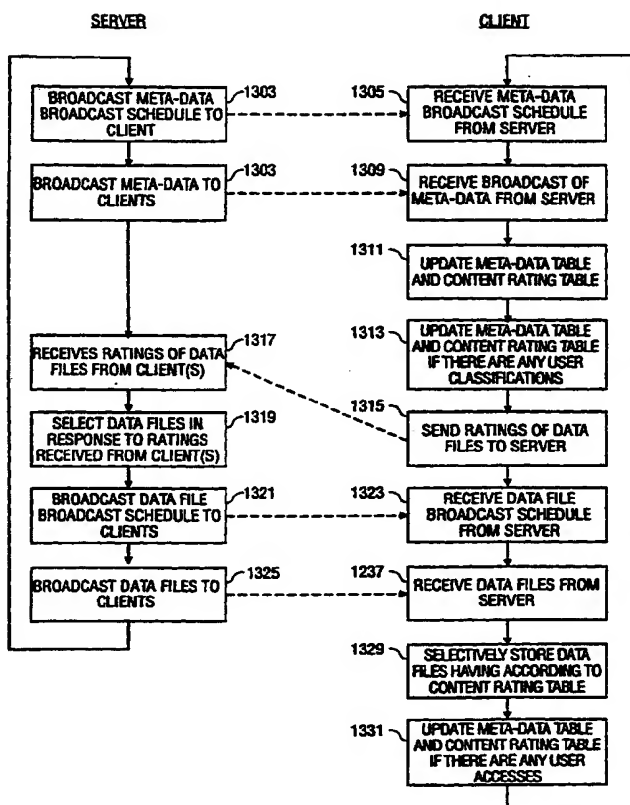 SERVER
CLIENT
BROADCAST META-DATA
BROADCAST SCHEDULE TO
CLIENT
1303
1305
RECEIVE META-DATA
BROADCAST SCHEDULE
FROM SERVER
BROADCAST META-DATA TO
CLIENTS
1303
1309
RECEIVE BROADCAST OF
META-DATA FROM SERVER
1311
UPDATE META-DATA TABLE
AND CONTENT RATING TABLE
1313
UPDATE META-DATA TABLE
AND CONTENT RATING TABLE
IF THERE ARE ANY USER
CLASSIFICATIONS
1317
RECEIVES RATINGS OF DATA
FILES FROM CLIENT(S)
1315
SEND RATINGS OF DATA
FILES TO SERVER
1319
SELECT DATA FILES IN
RESPONSE TO RATINGS
RECEIVED FROM CLIENT(S)
1321
BROADCAST DATA FILE
BROADCAST SCHEDULE TO
CLIENTS
1323
RECEIVE DATA FILE
BROADCAST SCHEDULE
FROM SERVER
1325
BROADCAST DATA FILES TO
CLIENTS
1237
RECEIVE DATA FILES FROM
SERVER
1329
SELECTIVELY STORE DATA
FILES HAVING ACCORDING TO
CONTENT RATING TABLE
1331
UPDATE META-DATA TABLE
AND CONTENT RATING TABLE
IF THERE ARE ANY USER
ACCESSES